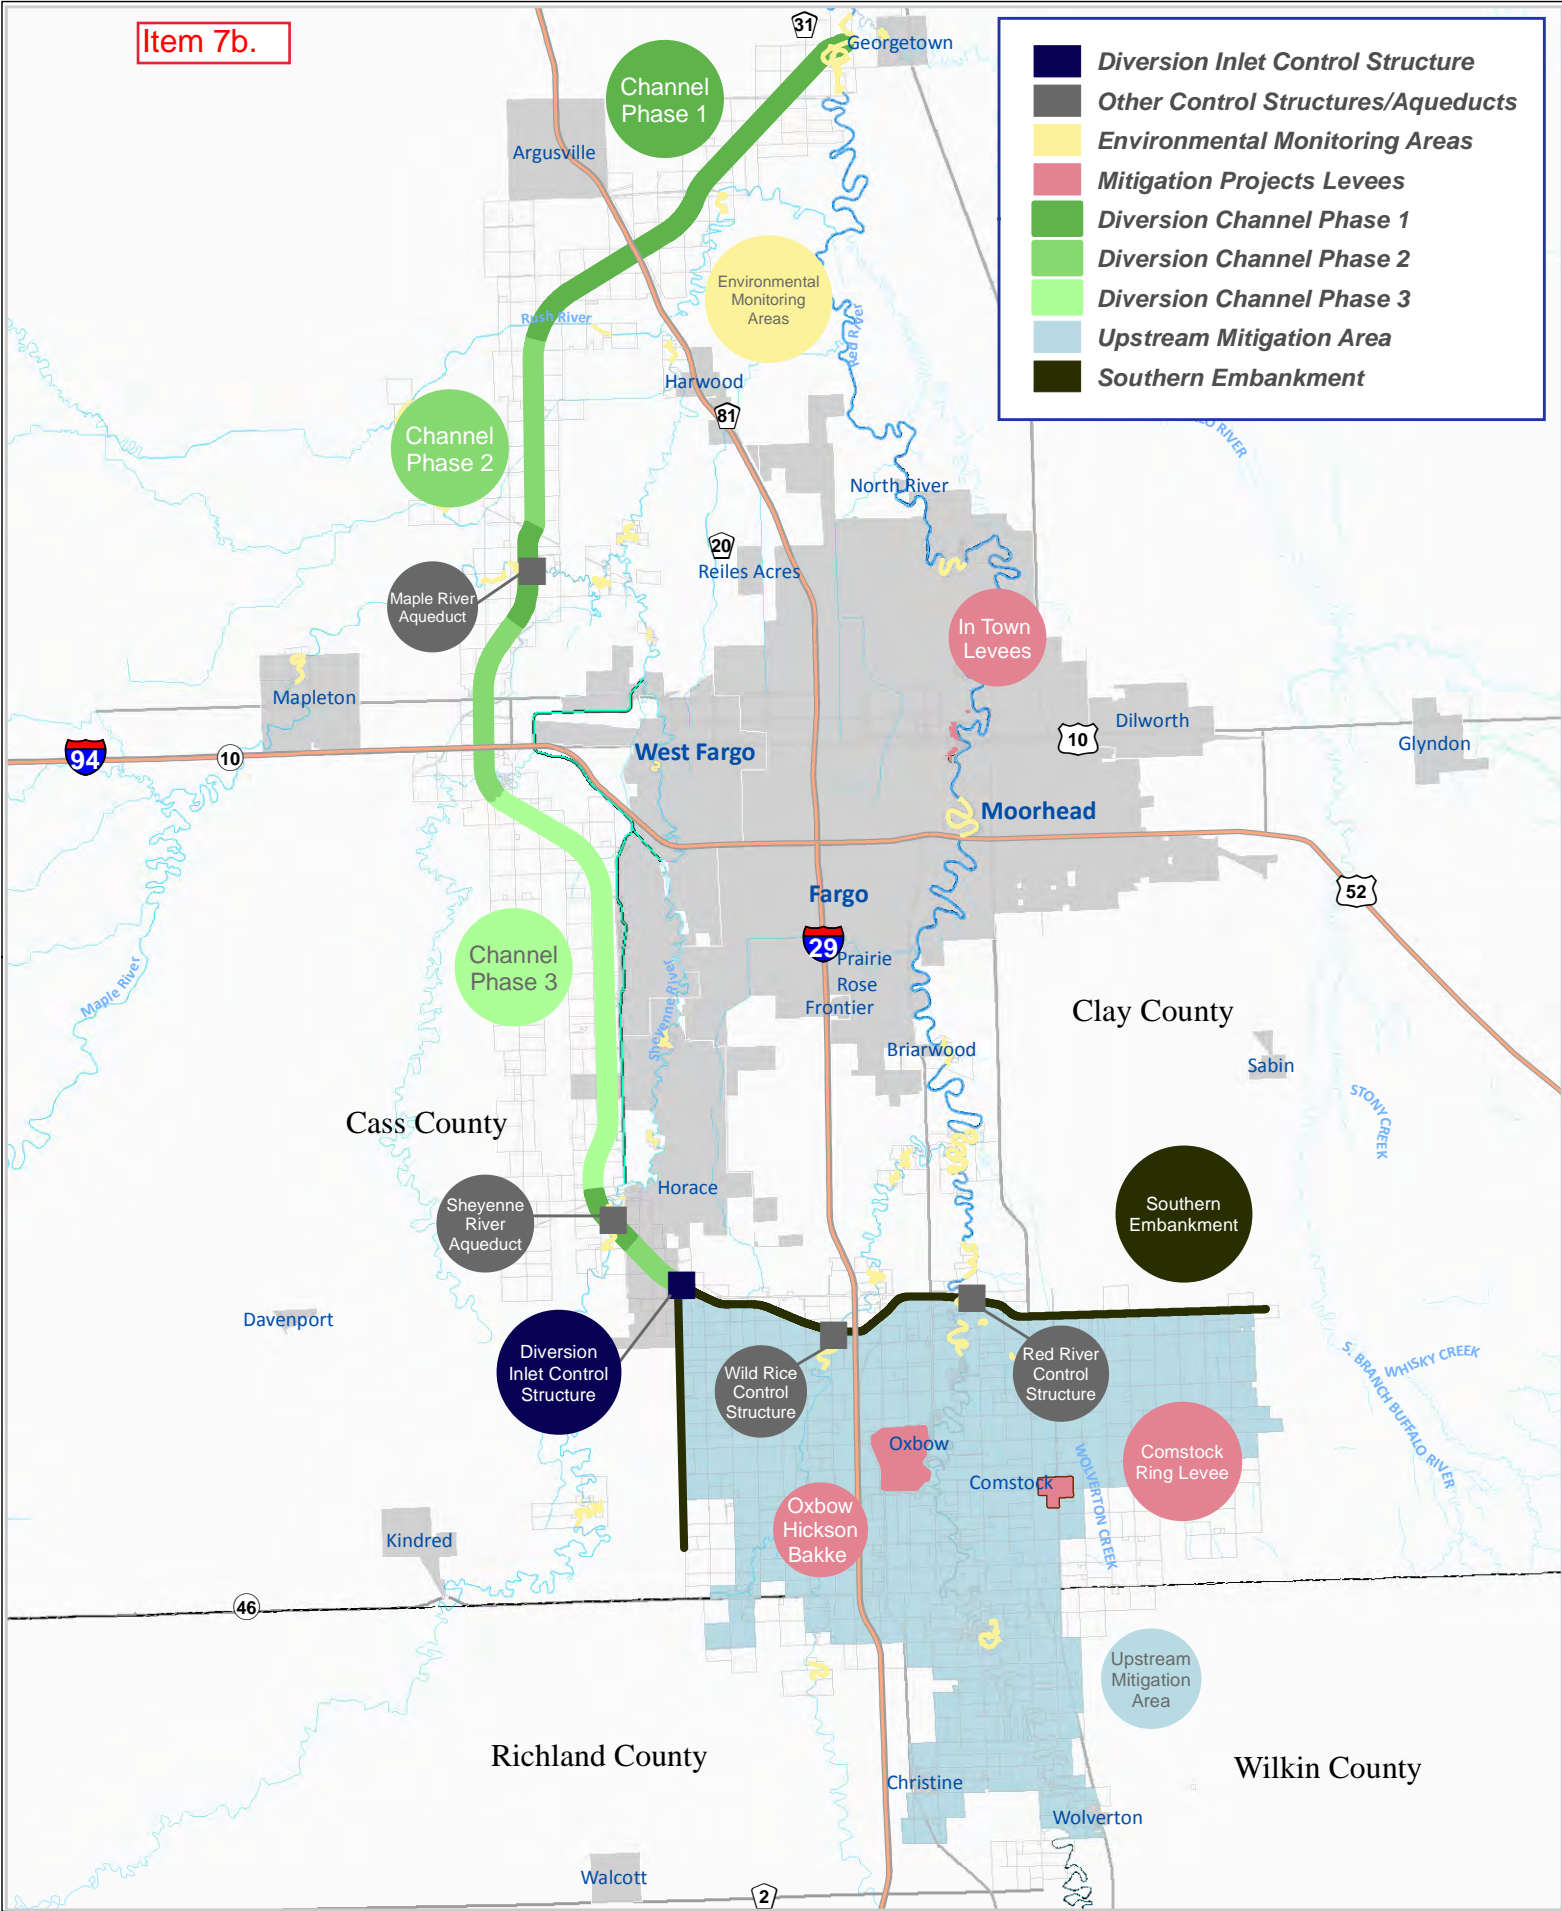 Item 7b.
31
Georgetown
Diversion Inlet Control Structure
Other Control Structures/Aqueducts
Environmental Monitoring Areas
Mitigation Projects Levees
Diversion Channel Phase 1
Diversion Channel Phase 2
Diversion Channel Phase 3
Upstream Mitigation Area
Southern Embankment
Channel
Phase 1
Argusville
Environmental
Monitoring
Areas
Rush River
Red River
Harwood
81
RIVER
Channel
Phase 2
North River
20
Reiles Acres
Maple River
Aqueduct
In Town
Levees
Mapleton
Dilworth
10
Glyndon
94
10
West Fargo
Moorhead
Fargo
52
29
Prairie
Rose
Frontier
Channel
Phase 3
Maple River
Sheyenne River
Clay County
Briarwood
Sabin
STONY CREEK
Cass County
Horace
Sheyenne
River
Aqueduct
Southern
Embankment
Davenport
Diversion
Inlet Control
Structure
Wild Rice
Control
Structure
Red River
Control
Structure
WHISKY CREEK
S. BRANCH BUFFALO RIVER
Oxbow
Comstock
WOLVERTON CREEK
Comstock
Ring Levee
Oxbow
Hickson
Bakke
Kindred
46
Upstream
Mitigation
Area
Richland County
Wilkin County
Christine
Wolverton
Walcott
2